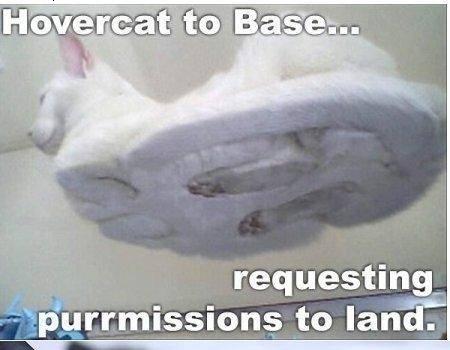 Hovercat to Base...
requesting
purrmissions to land.